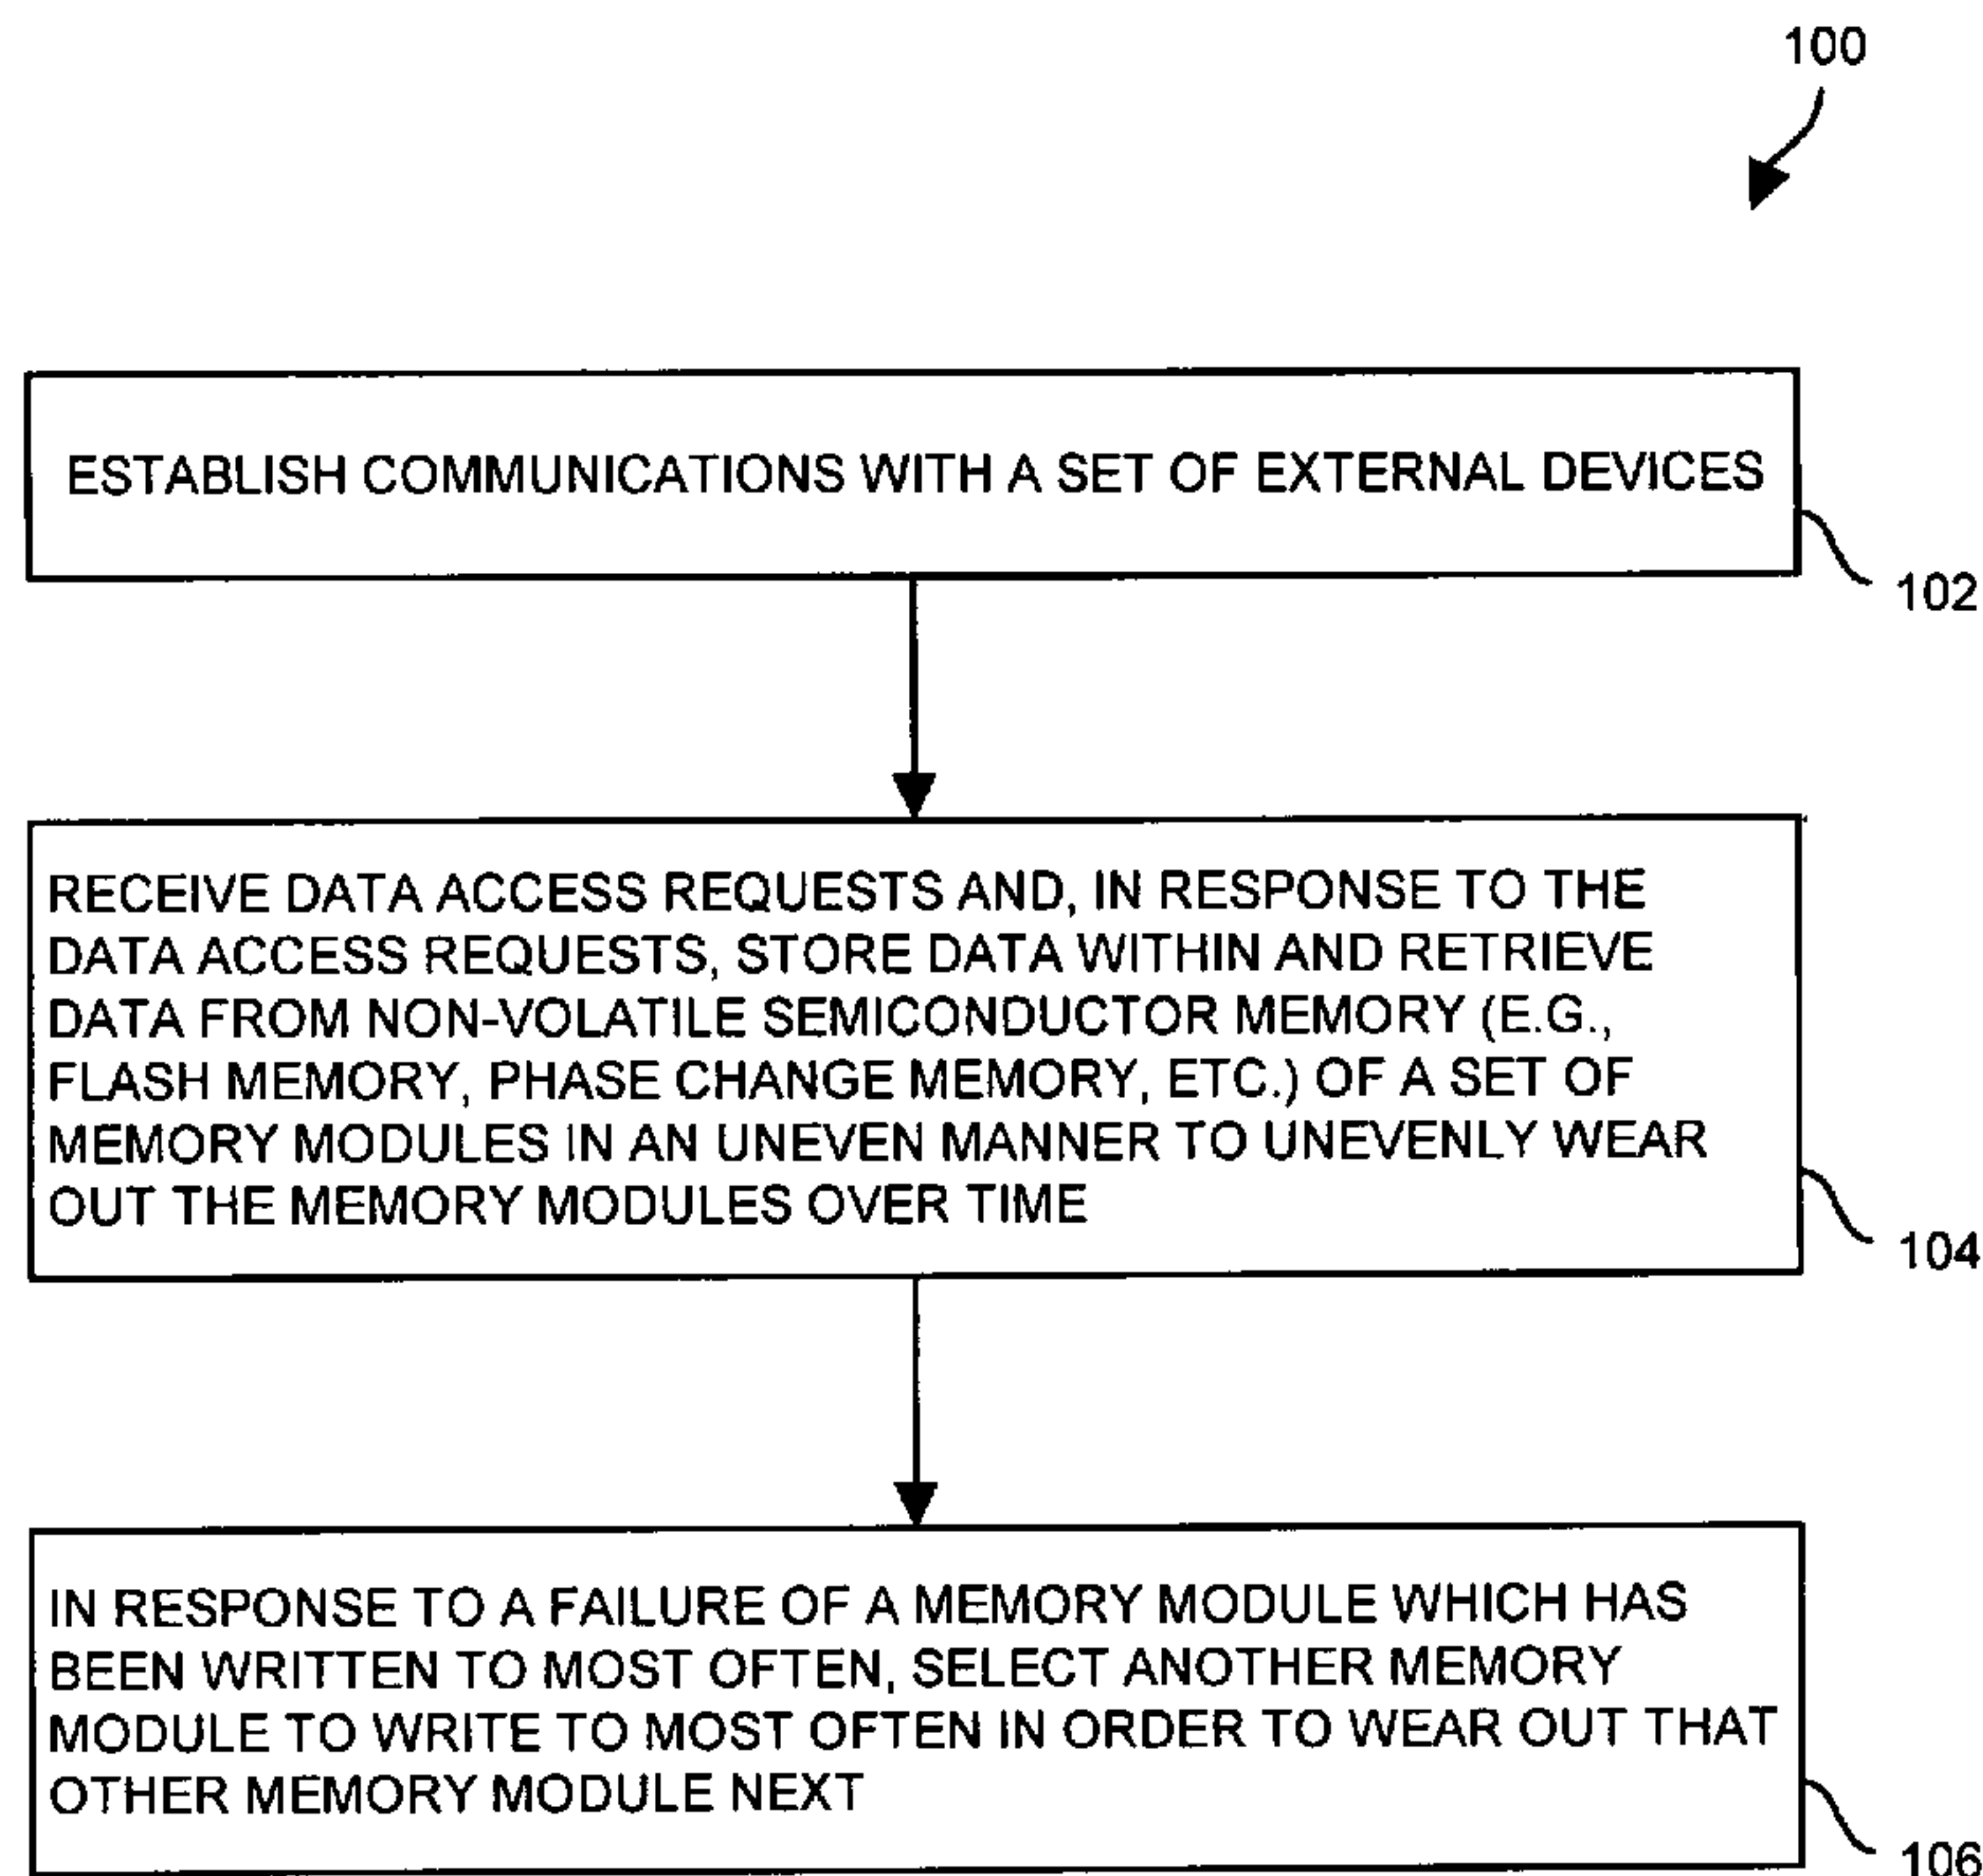 100
ESTABLISH COMMUNICATIONS WITH A SET OF EXTERNAL DEVICES
102
RECEIVE DATA ACCESS REQUESTS AND, IN RESPONSE TO THE
DATA ACCESS REQUESTS, STORE DATA WITHIN AND RETRIEVE
DATA FROM NON-VOLATILE SEMICONDUCTOR MEMORY (E.G.,
FLASH MEMORY, PHASE CHANGE MEMORY, ETC.) OF A SET OF
MEMORY MODULES IN AN UNEVEN MANNER TO UNEVENLY WEAR
OUT THE MEMORY MODULES OVER TIME
104
IN RESPONSE TO A FAILURE OF A MEMORY MODULE WHICH HAS
BEEN WRITTEN TO MOST OFTEN, SELECT ANOTHER MEMORY
MODULE TO WRITE TO MOST OFTEN IN ORDER TO WEAR OUT THAT
OTHER MEMORY MODULE NEXT
106